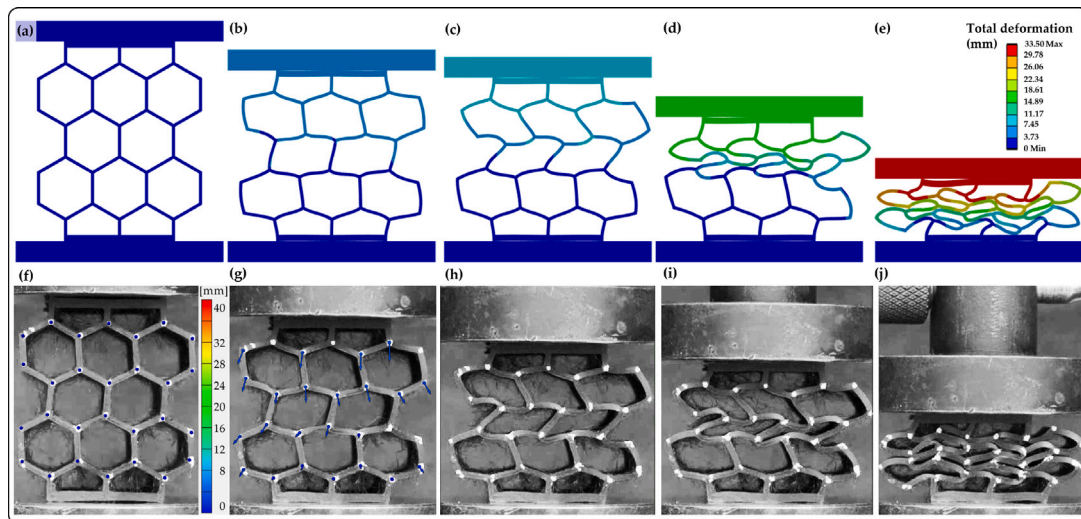 (a)
(b)
(c)
(d)
(e)
Total deformation
(mm)
33.50 Max
29.78
26.06
22.34
18.61
14.89
11.17
7.45
3.73
0 Min
(f)
(g)
(h)
(i)
(j)
[mm]
40
36
32
28
24
20
16
12
8
0